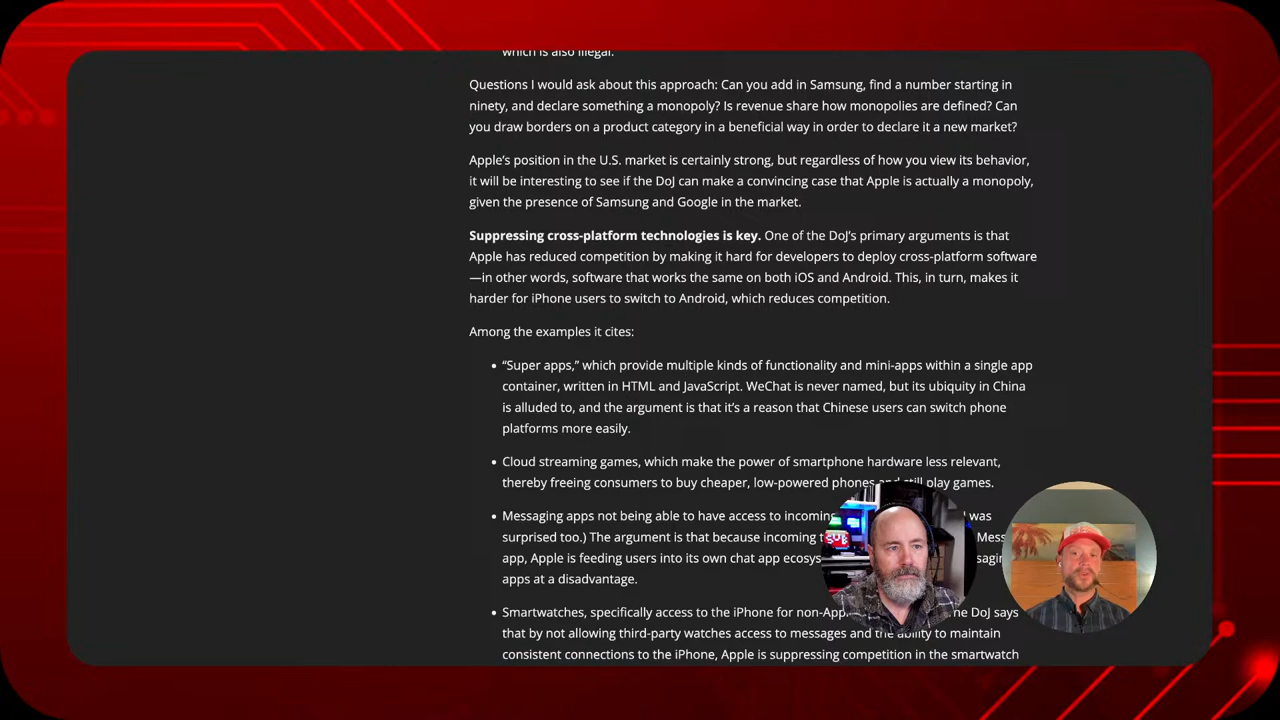 which is also illegal.
Questions I would ask about this approach: Can you add in Samsung, find a number starting in
ninety, and declare something a monopoly? Is revenue share how monopolies are defined? Can
you draw borders on a product category in a beneficial way in order to declare it a new market?
Apple’s position in the U.S. market is certainly strong, but regardless of how you view its behavior,
it will be interesting to see if the DoJ can make a convincing case that Apple is actually a monopoly,
given the presence of Samsung and Google in the market.
Suppressing cross-platform technologies is key. One of the DoJ’s primary arguments is that
Apple has reduced competition by making it hard for developers to deploy cross-platform software
—in other words, software that works the same on both iOS and Android. This, in turn, makes it
harder for iPhone users to switch to Android, which reduces competition.
Among the examples it cites:
• “Super apps,” which provide multiple kinds of functionality and mini-apps within a single app
container, written in HTML and JavaScript. WeChat is never named, but its ubiquity in China
is alluded to, and the argument is that it’s a reason that Chinese users can switch phone
platforms more easily.
• Cloud streaming games, which make the power of smartphone hardware less relevant,
thereby freeing consumers to buy cheaper, low-powered phones and still play games.
• Messaging apps not being able to have access to incoming was
surprised too.) The argument is that because incoming
app, Apple is feeding users into its own chat app
apps at a disadvantage.
• Smartwatches, specifically access to the iPhone for DoJ says
that by not allowing third-party watches access to messages and the ability to maintain
consistent connections to the iPhone, Apple is suppressing competition in the smartwatch